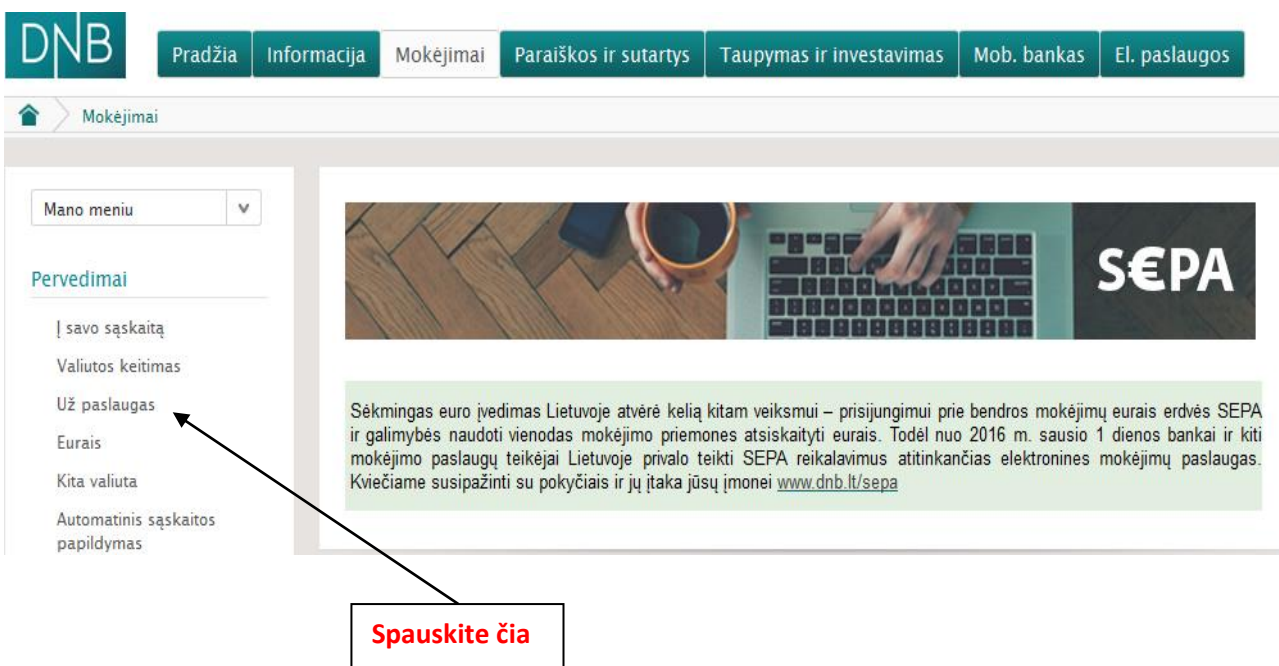 DNB
Pradžia Informacija Mokėjimai Paraiškos ir sutartys Taupymas ir investavimas Mob. bankas El. paslaugos
Mokėjimai
Mano meniu
Pervedimai
Į savo sąskaitą
Valiutos keitimas
Už paslaugas
Eurais
Kita valiuta
Automatinis sąskaitos
papildymas
S€PA
Sėkmingas euro įvedimas Lietuvoje atvėrė kelią kitam veiksmui – prisijungimui prie bendros mokėjimų eurais erdvės SEPA
ir galimybės naudoti vienodas mokėjimo priemones atsiskaityti eurais. Todėl nuo 2016 m. sausio 1 dienos bankai ir kiti
mokėjimo paslaugų teikėjai Lietuvoje privalo teikti SEPA reikalavimus atitinkančias elektronines mokėjimų paslaugas.
Kviečiame susipažinti su pokyčiais ir jų įtaka jūsų įmonei www.dnb.lt/sepa
Spauskite čia